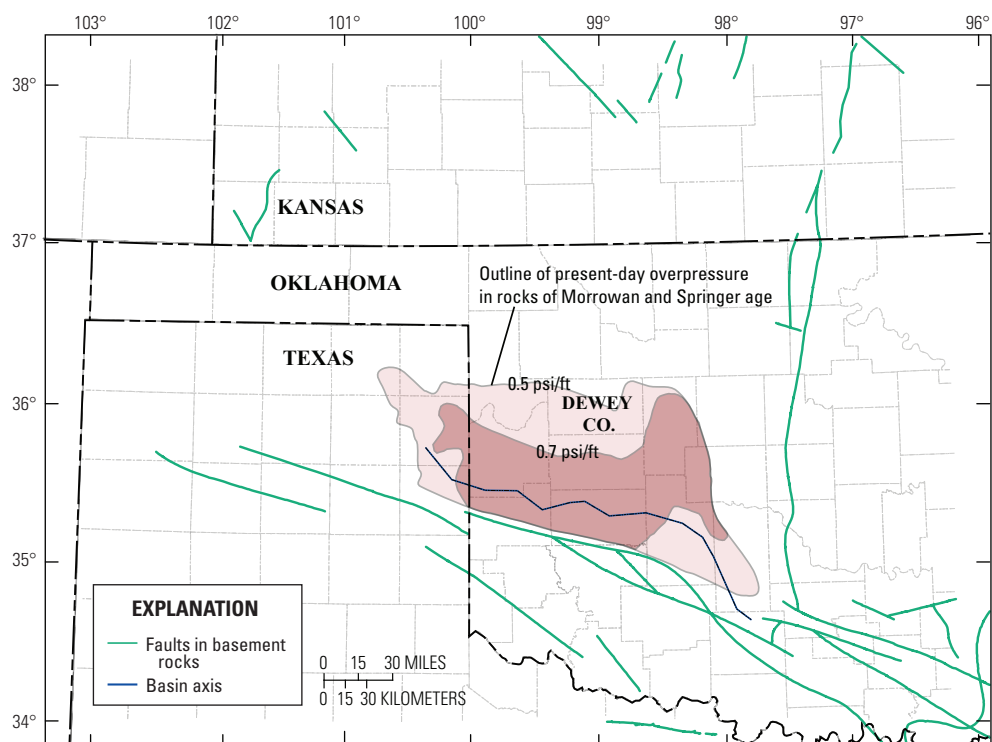 103°
102°
101°
100°
99°
98°
97°
96°
38°
KANSAS
37°
OKLAHOMA
Outline of present-day overpressure
in rocks of Morrowan and Springer age
TEXAS
36°
0.5 psi/ft
DEWEY
CO.
0.7 psi/ft
35°
EXPLANATION
Faults in basement
rocks
Basin axis
0 15 30 MILES
0 15 30 KILOMETERS
34°